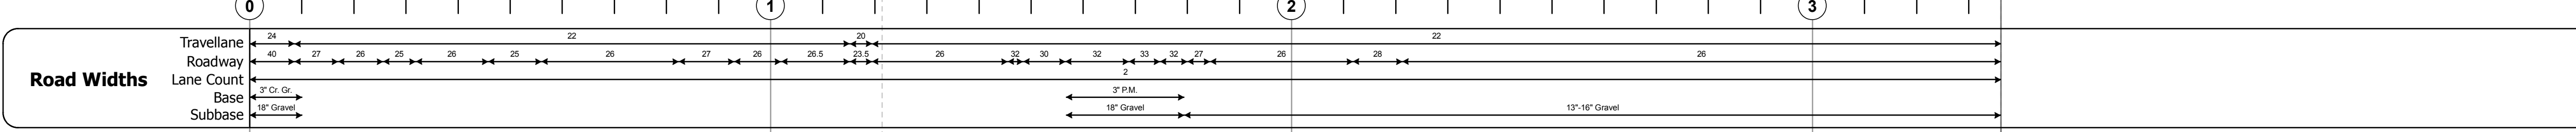 0 1 2 3
Road Widths
Travellane 24 22 20 22
Roadway 40 27 26 25 26 25 26 27 26 26.5 23.5 26 32 30 32 33 32 27 26 28 26
Lane Count 2
Base 3" Cr. Gr. 3" P.M.
Subbase 18" Gravel 18" Gravel 13"-16" Gravel